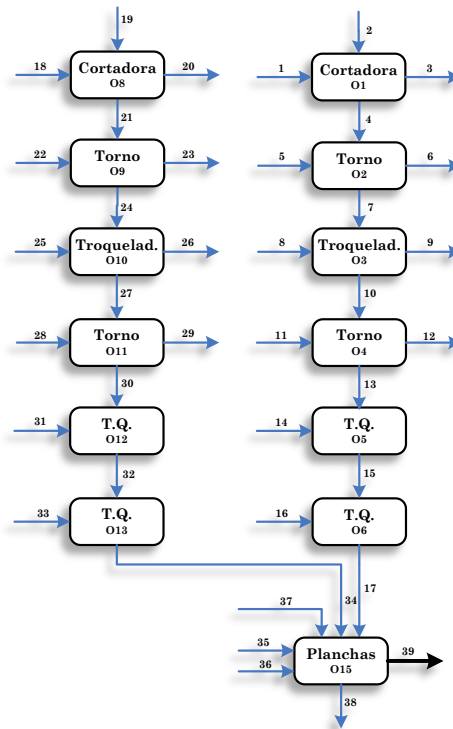 19
2
18
Cortadora
O8
20
1
Cortadora
O1
3
21
4
22
Torno
O9
23
5
Torno
O2
6
24
7
25
Troquelad.
O10
26
8
Troquelad.
O3
9
27
10
28
Torno
O11
29
11
Torno
O4
12
30
13
31
T.Q.
O12
14
T.Q.
O5
32
15
33
T.Q.
O13
16
T.Q.
O6
17
37
34
35
36
Planchas
O15
39
38